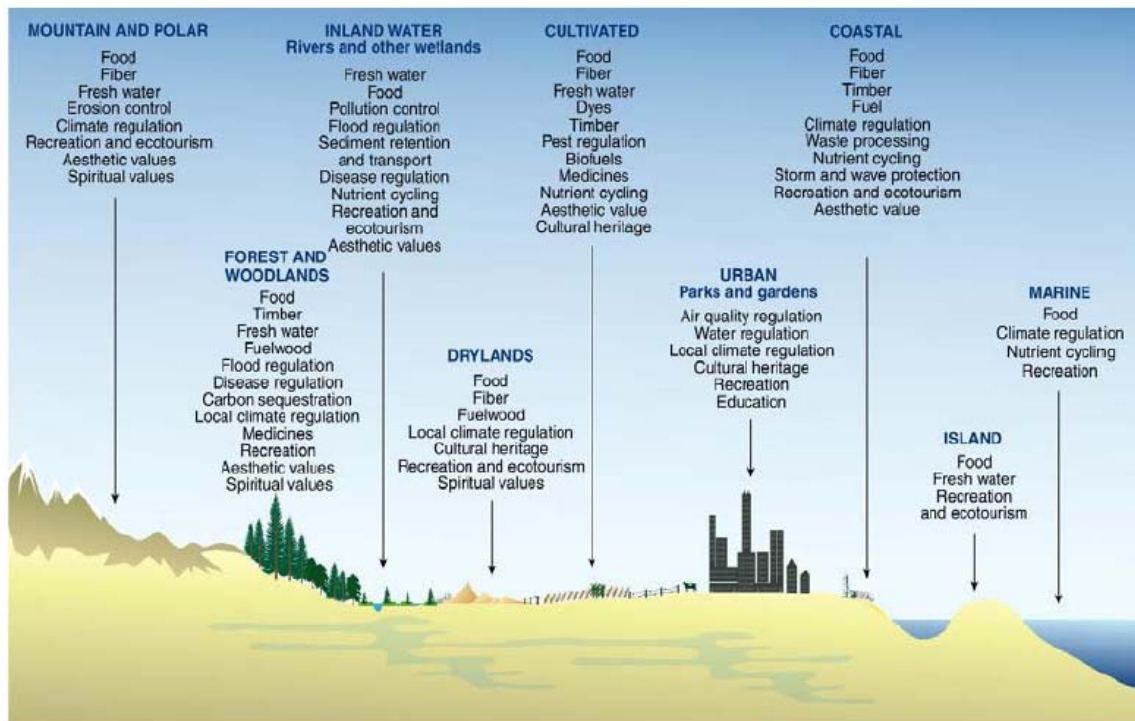 MOUNTAIN AND POLAR
Food
Fiber
Fresh water
Erosion control
Climate regulation
Recreation and ecotourism
Aesthetic values
Spiritual values
INLAND WATER
Rivers and other wetlands
Fresh water
Food
Pollution control
Flood regulation
Sediment retention
and transport
Disease regulation
Nutrient cycling
Recreation and
ecotourism
Aesthetic values
CULTIVATED
Food
Fiber
Fresh water
Dyes
Timber
Pest regulation
Biofuels
Medicines
Nutrient cycling
Aesthetic value
Cultural heritage
COASTAL
Food
Fiber
Timber
Fuel
Climate regulation
Waste processing
Nutrient cycling
Storm and wave protection
Recreation and ecotourism
Aesthetic value
FOREST AND
WOODLANDS
Food
Timber
Fresh water
Fuelwood
Flood regulation
Disease regulation
Carbon sequestration
Local climate regulation
Medicines
Recreation
Aesthetic values
Spiritual values
DRYLANDS
Food
Fiber
Fuelwood
Local climate regulation
Cultural heritage
Recreation and ecotourism
Spiritual values
URBAN
Parks and gardens
Air quality regulation
Water regulation
Local climate regulation
Cultural heritage
Recreation
Education
MARINE
Food
Climate regulation
Nutrient cycling
Recreation
ISLAND
Food
Fresh water
Recreation
and ecotourism